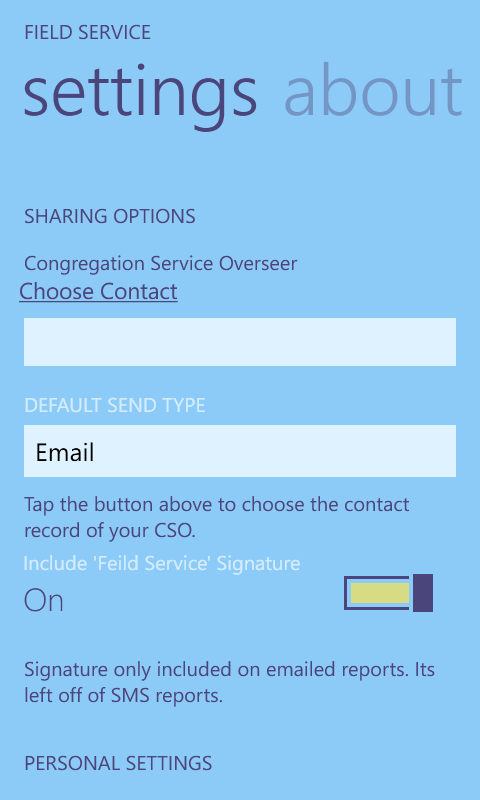 FIELD SERVICE
settings about
SHARING OPTIONS
Congregation Service Overseer
Choose Contact
DEFAULT SEND TYPE
Email
Tap the button above to choose the contact
record of your CSO.
Include 'Feild Service' Signature
On
Signature only included on emailed reports. Its
left off of SMS reports.
PERSONAL SETTINGS